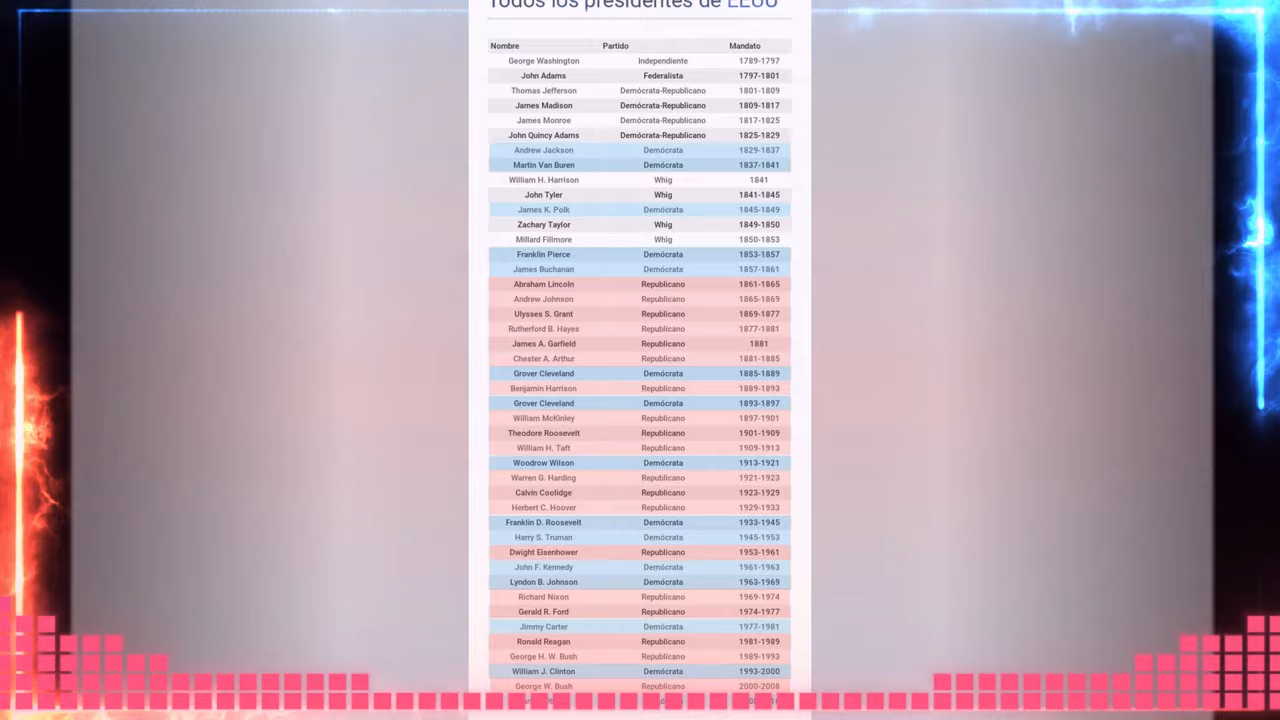 Todos los presidentes de EEUU
Nombre Partido Mandato
George Washington Independiente 1789-1797
John Adams Federalista 1797-1801
Thomas Jefferson Demócrata-Republicano 1801-1809
James Madison Demócrata-Republicano 1809-1817
James Monroe Demócrata-Republicano 1817-1825
John Quincy Adams Demócrata-Republicano 1825-1829
Andrew Jackson Demócrata 1829-1837
Martin Van Buren Demócrata 1837-1841
William H. Harrison Whig 1841
John Tyler Whig 1841-1845
James K. Polk Demócrata 1845-1849
Zachary Taylor Whig 1849-1850
Millard Fillmore Whig 1850-1853
Franklin Pierce Demócrata 1853-1857
James Buchanan Demócrata 1857-1861
Abraham Lincoln Republicano 1861-1865
Andrew Johnson Republicano 1865-1869
Ulysses S. Grant Republicano 1869-1877
Rutherford B. Hayes Republicano 1877-1881
James A. Garfield Republicano 1881
Chester A. Arthur Republicano 1881-1885
Grover Cleveland Demócrata 1885-1889
Benjamin Harrison Republicano 1889-1893
Grover Cleveland Demócrata 1893-1897
William McKinley Republicano 1897-1901
Theodore Roosevelt Republicano 1901-1909
William H. Taft Republicano 1909-1913
Woodrow Wilson Demócrata 1913-1921
Warren G. Harding Republicano 1921-1923
Calvin Coolidge Republicano 1923-1929
Herbert C. Hoover Republicano 1929-1933
Franklin D. Roosevelt Demócrata 1933-1945
Harry S. Truman Demócrata 1945-1953
Dwight Eisenhower Republicano 1953-1961
John F. Kennedy Demócrata 1961-1963
Lyndon B. Johnson Demócrata 1963-1969
Richard Nixon Republicano 1969-1974
Gerald R. Ford Republicano 1974-1977
Jimmy Carter Demócrata 1977-1981
Ronald Reagan Republicano 1981-1989
George H. W. Bush Republicano 1989-1993
William J. Clinton Demócrata 1993-2000
George W. Bush Republicano 2000-2008